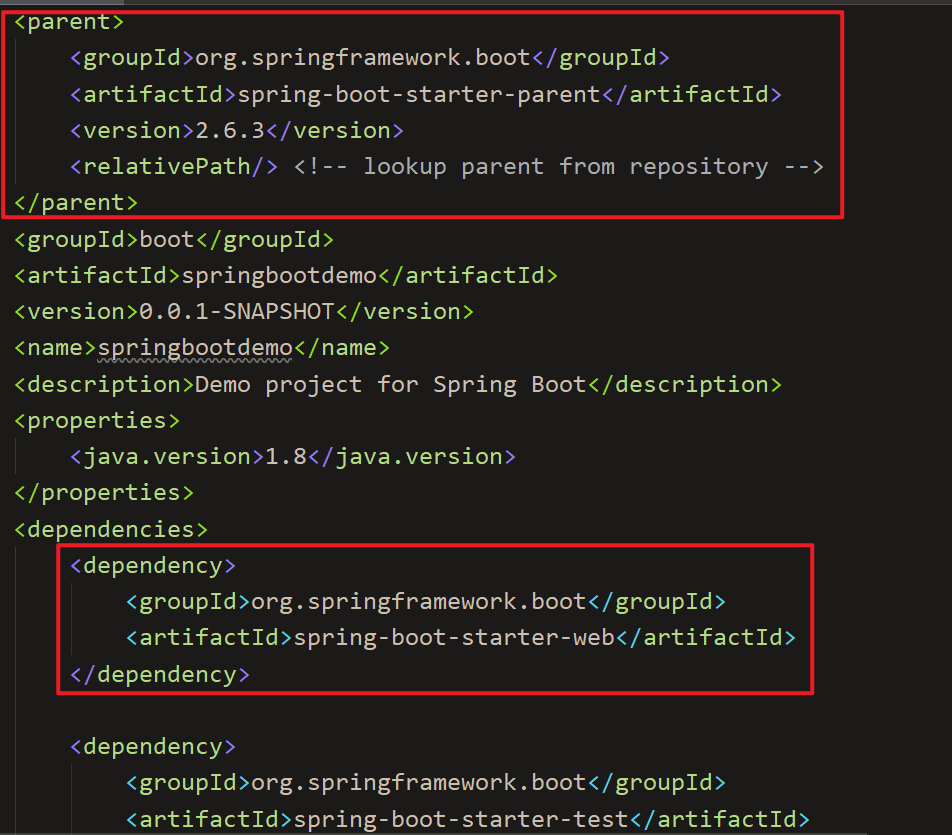 <parent>
    <groupId>org.springframework.boot</groupId>
    <artifactId>spring-boot-starter-parent</artifactId>
    <version>2.6.3</version>
    <relativePath/> <!-- lookup parent from repository -->
</parent>
<groupId>boot</groupId>
<artifactId>springbootdemo</artifactId>
<version>0.0.1-SNAPSHOT</version>
<name>springbootdemo</name>
<description>Demo project for Spring Boot</description>
<properties>
    <java.version>1.8</java.version>
</properties>
<dependencies>
    <dependency>
        <groupId>org.springframework.boot</groupId>
        <artifactId>spring-boot-starter-web</artifactId>
    </dependency>
    <dependency>
        <groupId>org.springframework.boot</groupId>
        <artifactId>spring-boot-starter-test</artifactId>